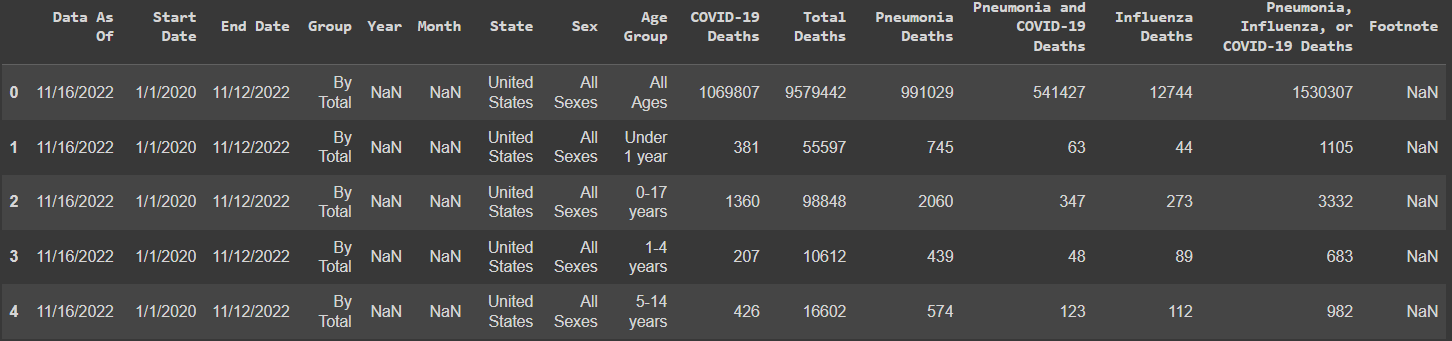 Data As Of Start Date End Date Group Year Month State Sex Age Group COVID-19 Deaths Total Deaths Pneumonia Deaths Pneumonia and COVID-19 Deaths Influenza Deaths Pneumonia, Influenza, or COVID-19 Deaths Footnote
0 11/16/2022 1/1/2020 11/12/2022 By Total NaN NaN United States All Sexes All Ages 1069807 9579442 991029 541427 12744 1530307 NaN
1 11/16/2022 1/1/2020 11/12/2022 By Total NaN NaN United States All Sexes Under 1 year 381 55597 745 63 44 1105 NaN
2 11/16/2022 1/1/2020 11/12/2022 By Total NaN NaN United States All Sexes 0-17 years 1360 98848 2060 347 273 3332 NaN
3 11/16/2022 1/1/2020 11/12/2022 By Total NaN NaN United States All Sexes 1-4 years 207 10612 439 48 89 683 NaN
4 11/16/2022 1/1/2020 11/12/2022 By Total NaN NaN United States All Sexes 5-14 years 426 16602 574 123 112 982 NaN